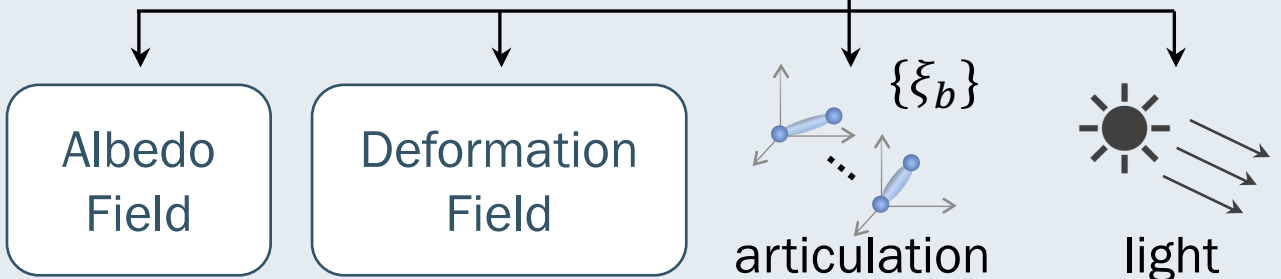 Albedo
Field
Deformation
Field
{ξ_b}
articulation
light